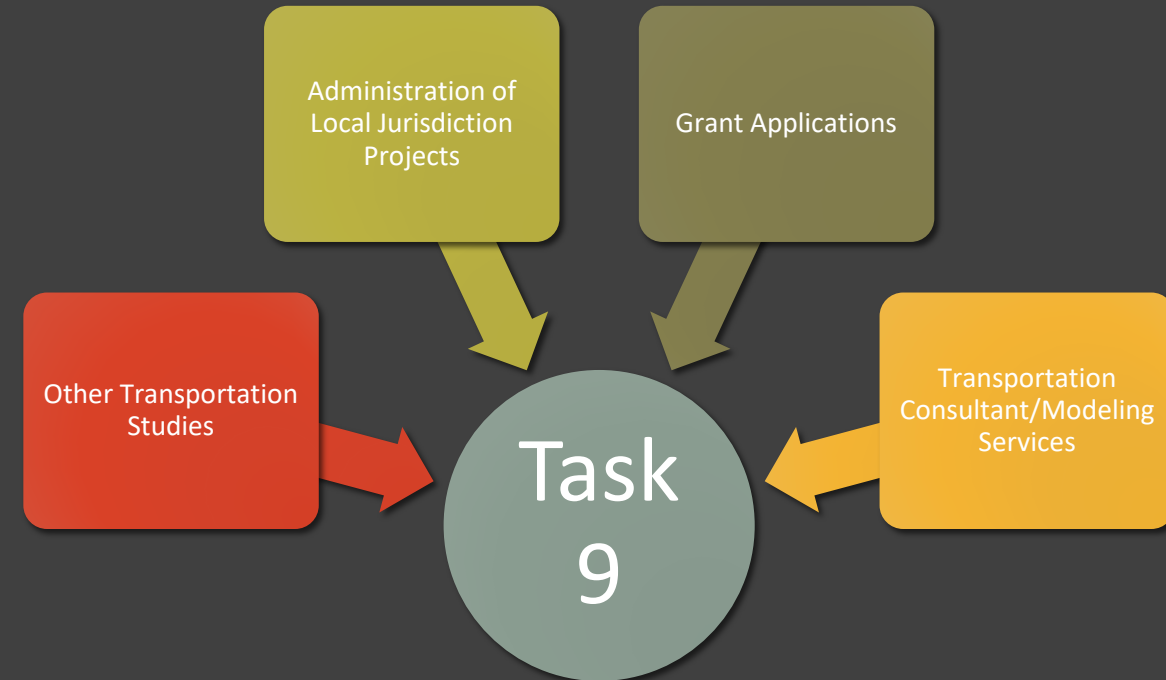 Administration of
Local Jurisdiction
Projects
Grant Applications
Other Transportation
Studies
Transportation
Consultant/Modeling
Services
Task
9